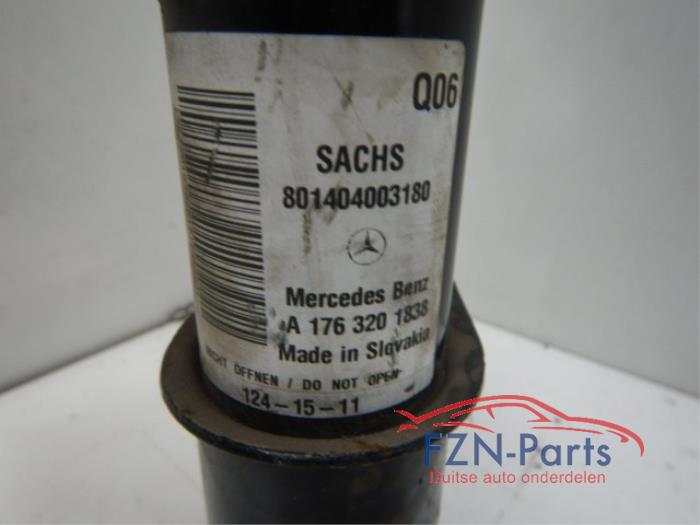 Q06
SACHS
801404003180
Mercedes Benz
A 176 320 1838
Made in Slovakia
NICHT ÖFFNEN / DO NOT OPEN
124-15-11
FZN-Parts
Duitse auto onderdelen